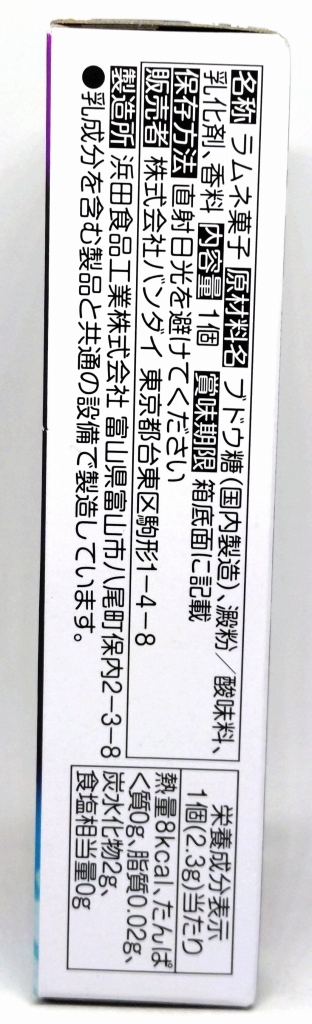 名称 ラムネ菓子 原材料名 ブドウ糖(国内製造)、澱粉/酸味料、
乳化剤、香料 内容量 1個 賞味期限 箱底面に記載
保存方法 直射日光を避けてください
販売者 株式会社バンダイ 東京都台東区駒形1-4-8
製造所 浜田食品工業株式会社 富山県富山市八尾町保内2-3-8
●乳成分を含む製品と共通の設備で製造しています。
栄養成分表示
1個(2.3g)当たり
熱量8kcal、たんぱ
く質0g、脂質0.02g、
炭水化物2g、
食塩相当量0g